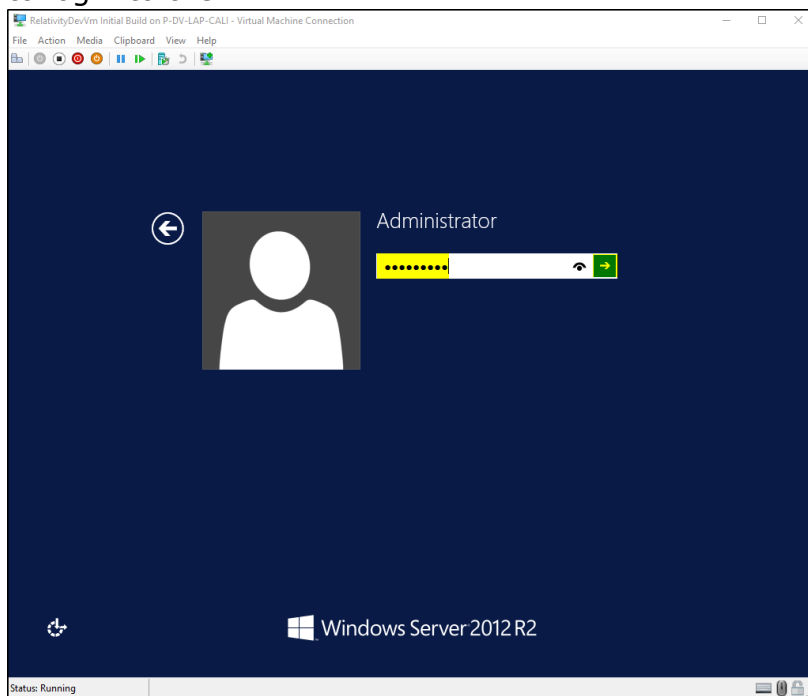 RelativityDevVm Initial Build on P-DV-LAP-CALI - Virtual Machine Connection
File Action Media Clipboard View Help
Administrator
•••••••••
Windows Server 2012 R2
Status: Running